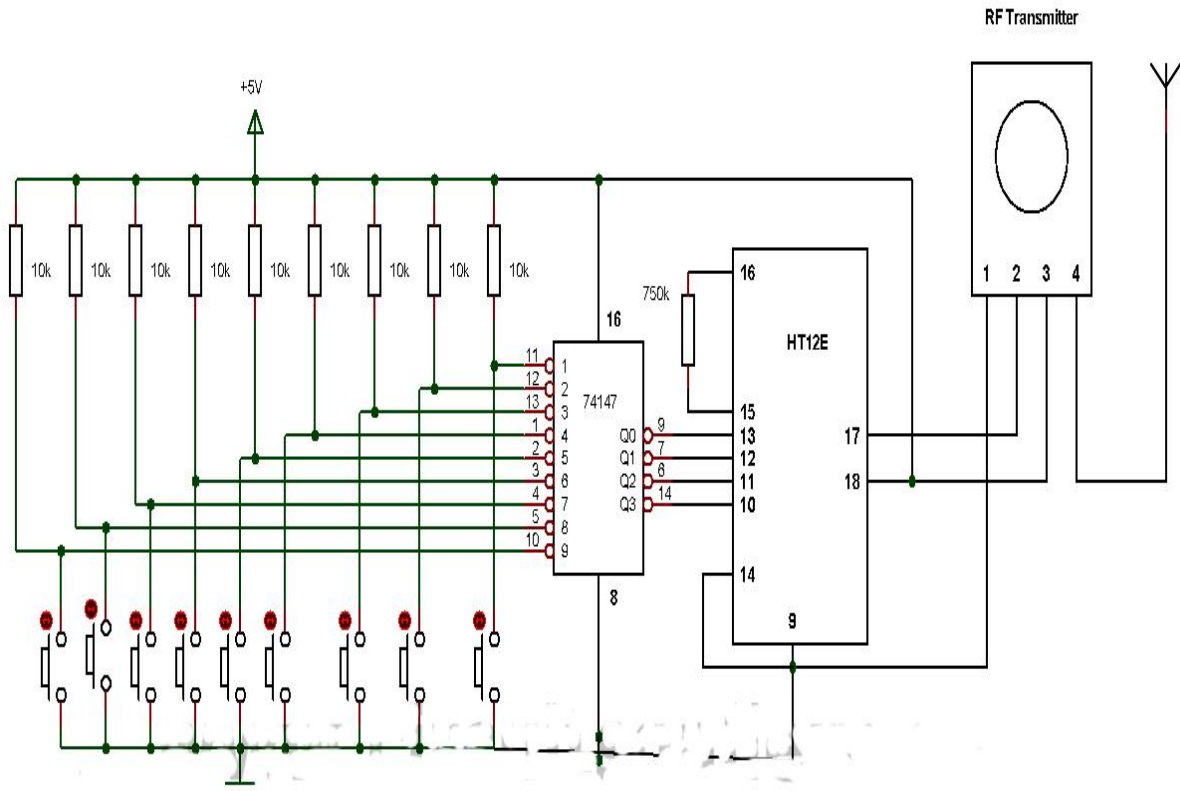 RF Transmitter
+5V
10k 10k 10k 10k 10k 10k 10k 10k 10k
1 2 3 4
16
750k
16
HT12E
11 1
12 2
74147
13 3
15
1 4 Q0 9 13 17
2 5 Q1 7 12
3 6 Q2 6 11 18
4 7 Q3 14 10
5 8
10 9
14
8
9